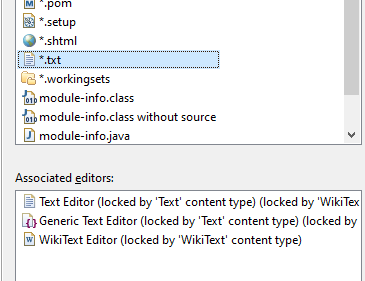 *.pom
*.setup
*.shtml
*.txt
*.workingsets
module-info.class
module-info.class without source
module-info.java
Associated editors:
Text Editor (locked by 'Text' content type) (locked by 'WikiTex
Generic Text Editor (locked by 'Text' content type) (locked by
WikiText Editor (locked by 'WikiText' content type)